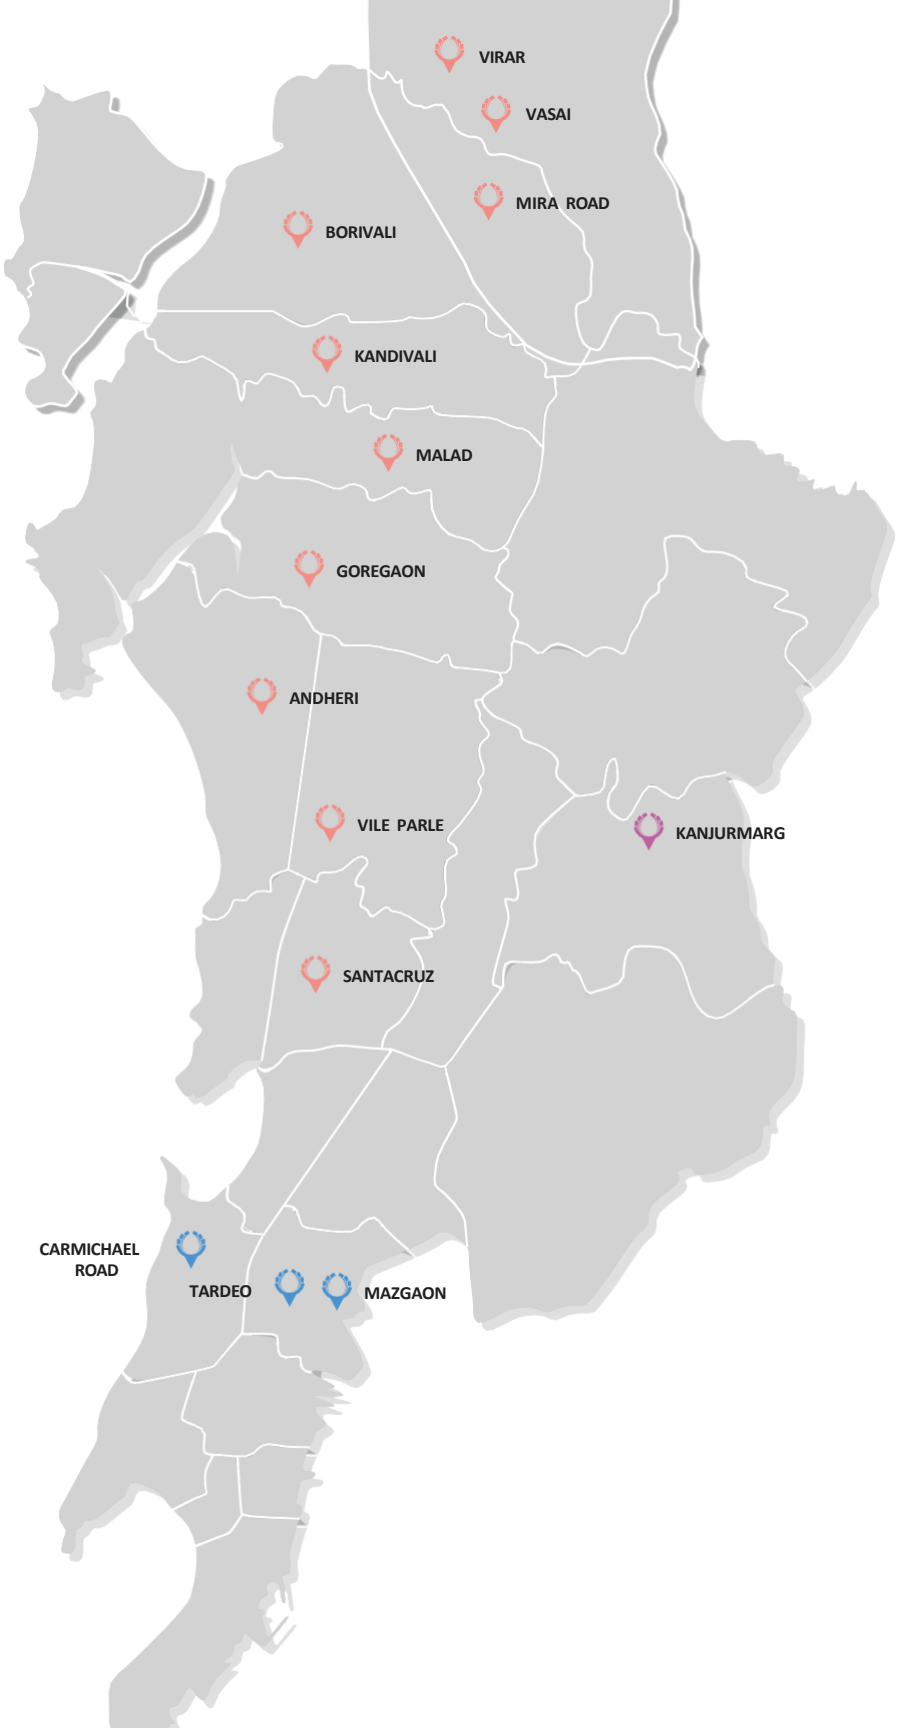 VIRAR
VASAI
MIRA ROAD
BORIVALI
KANDIVALI
MALAD
GOREGAON
ANDHERI
VILE PARLE
KANJURMARG
SANTACRUZ
CARMICHAEL
ROAD
TARDEO
MAZGAON